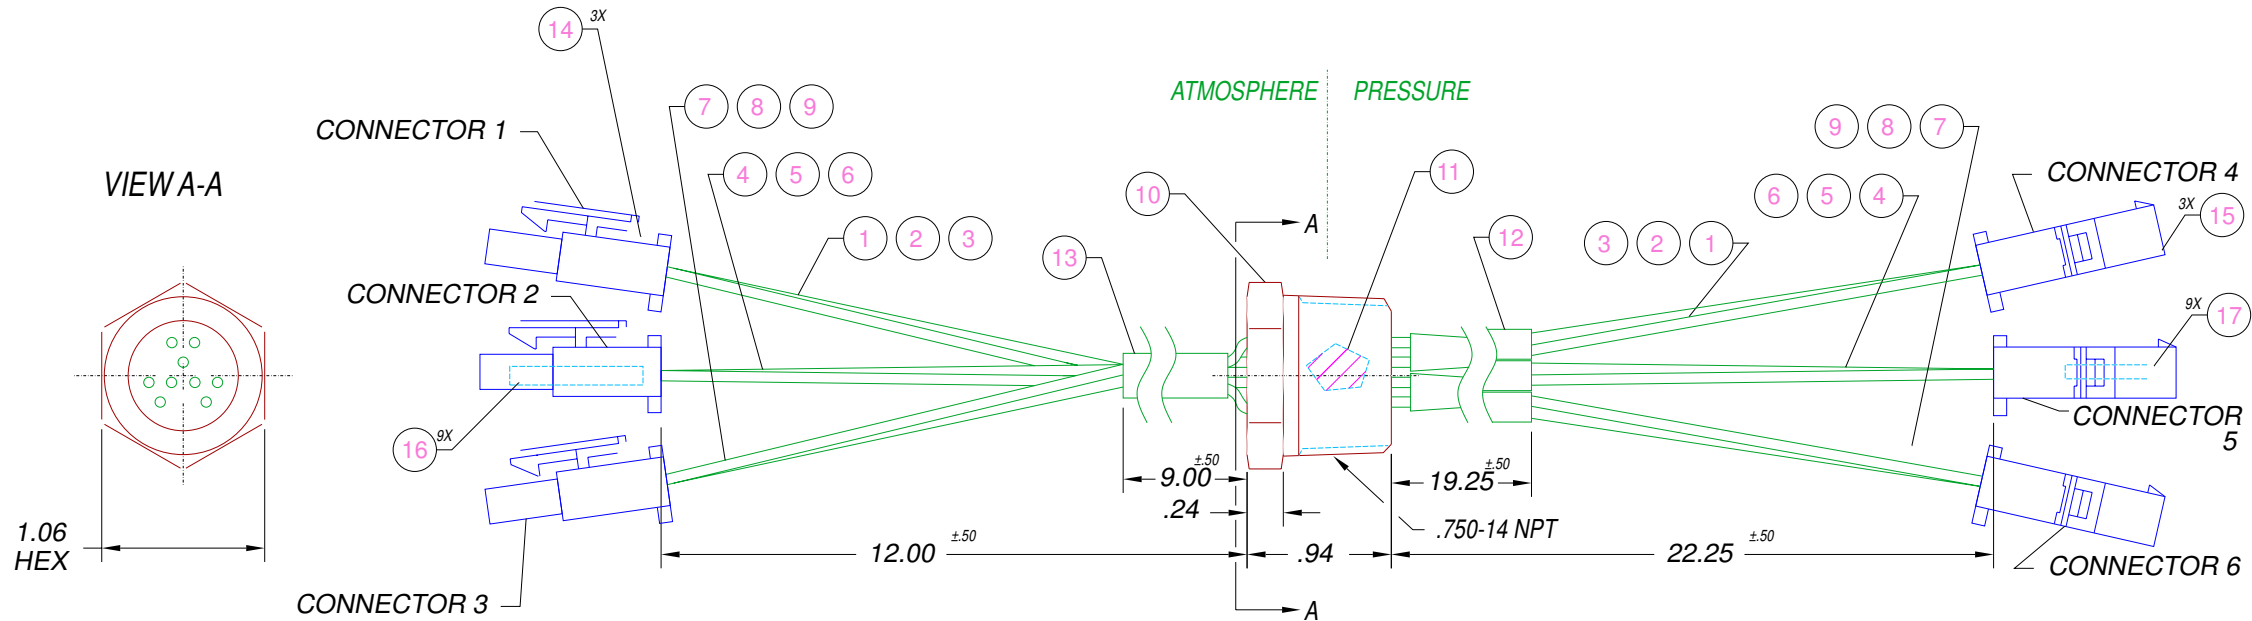 14 3X
ATMOSPHERE PRESSURE
7 8 9
9 8 7
CONNECTOR 1
VIEW A-A
4 5 6
10
11
CONNECTOR 4
6 5 4
3X 15
1 2 3
A
13
12
3 2 1
CONNECTOR 2
9X 17
CONNECTOR
5
16 9X
9.00 ±.50
19.25 ±.50
.24
.750-14 NPT
1.06
HEX
12.00 ±.50
.94
22.25 ±.50
CONNECTOR 6
CONNECTOR 3
A